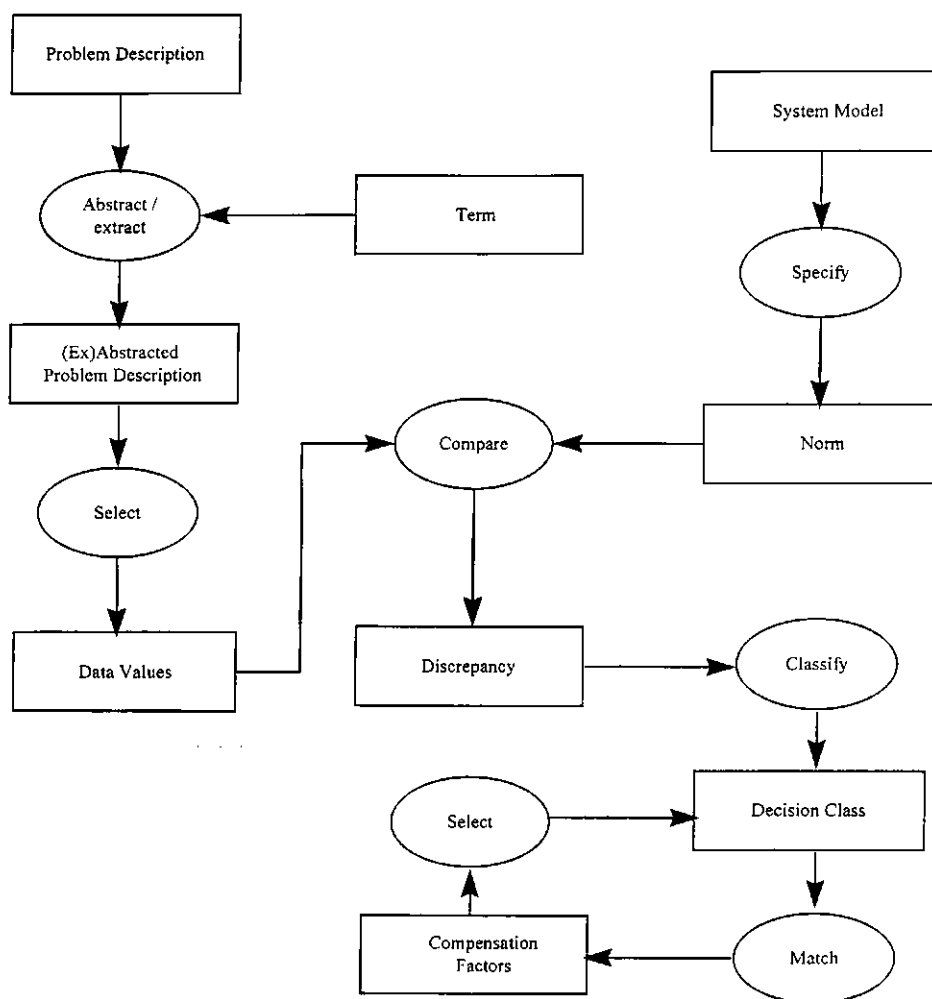 Problem Description
System Model
Abstract /
extract
Term
Specify
(Ex)Abstracted
Problem Description
Compare
Norm
Select
Data Values
Discrepancy
Classify
Select
Decision Class
Compensation
Factors
Match